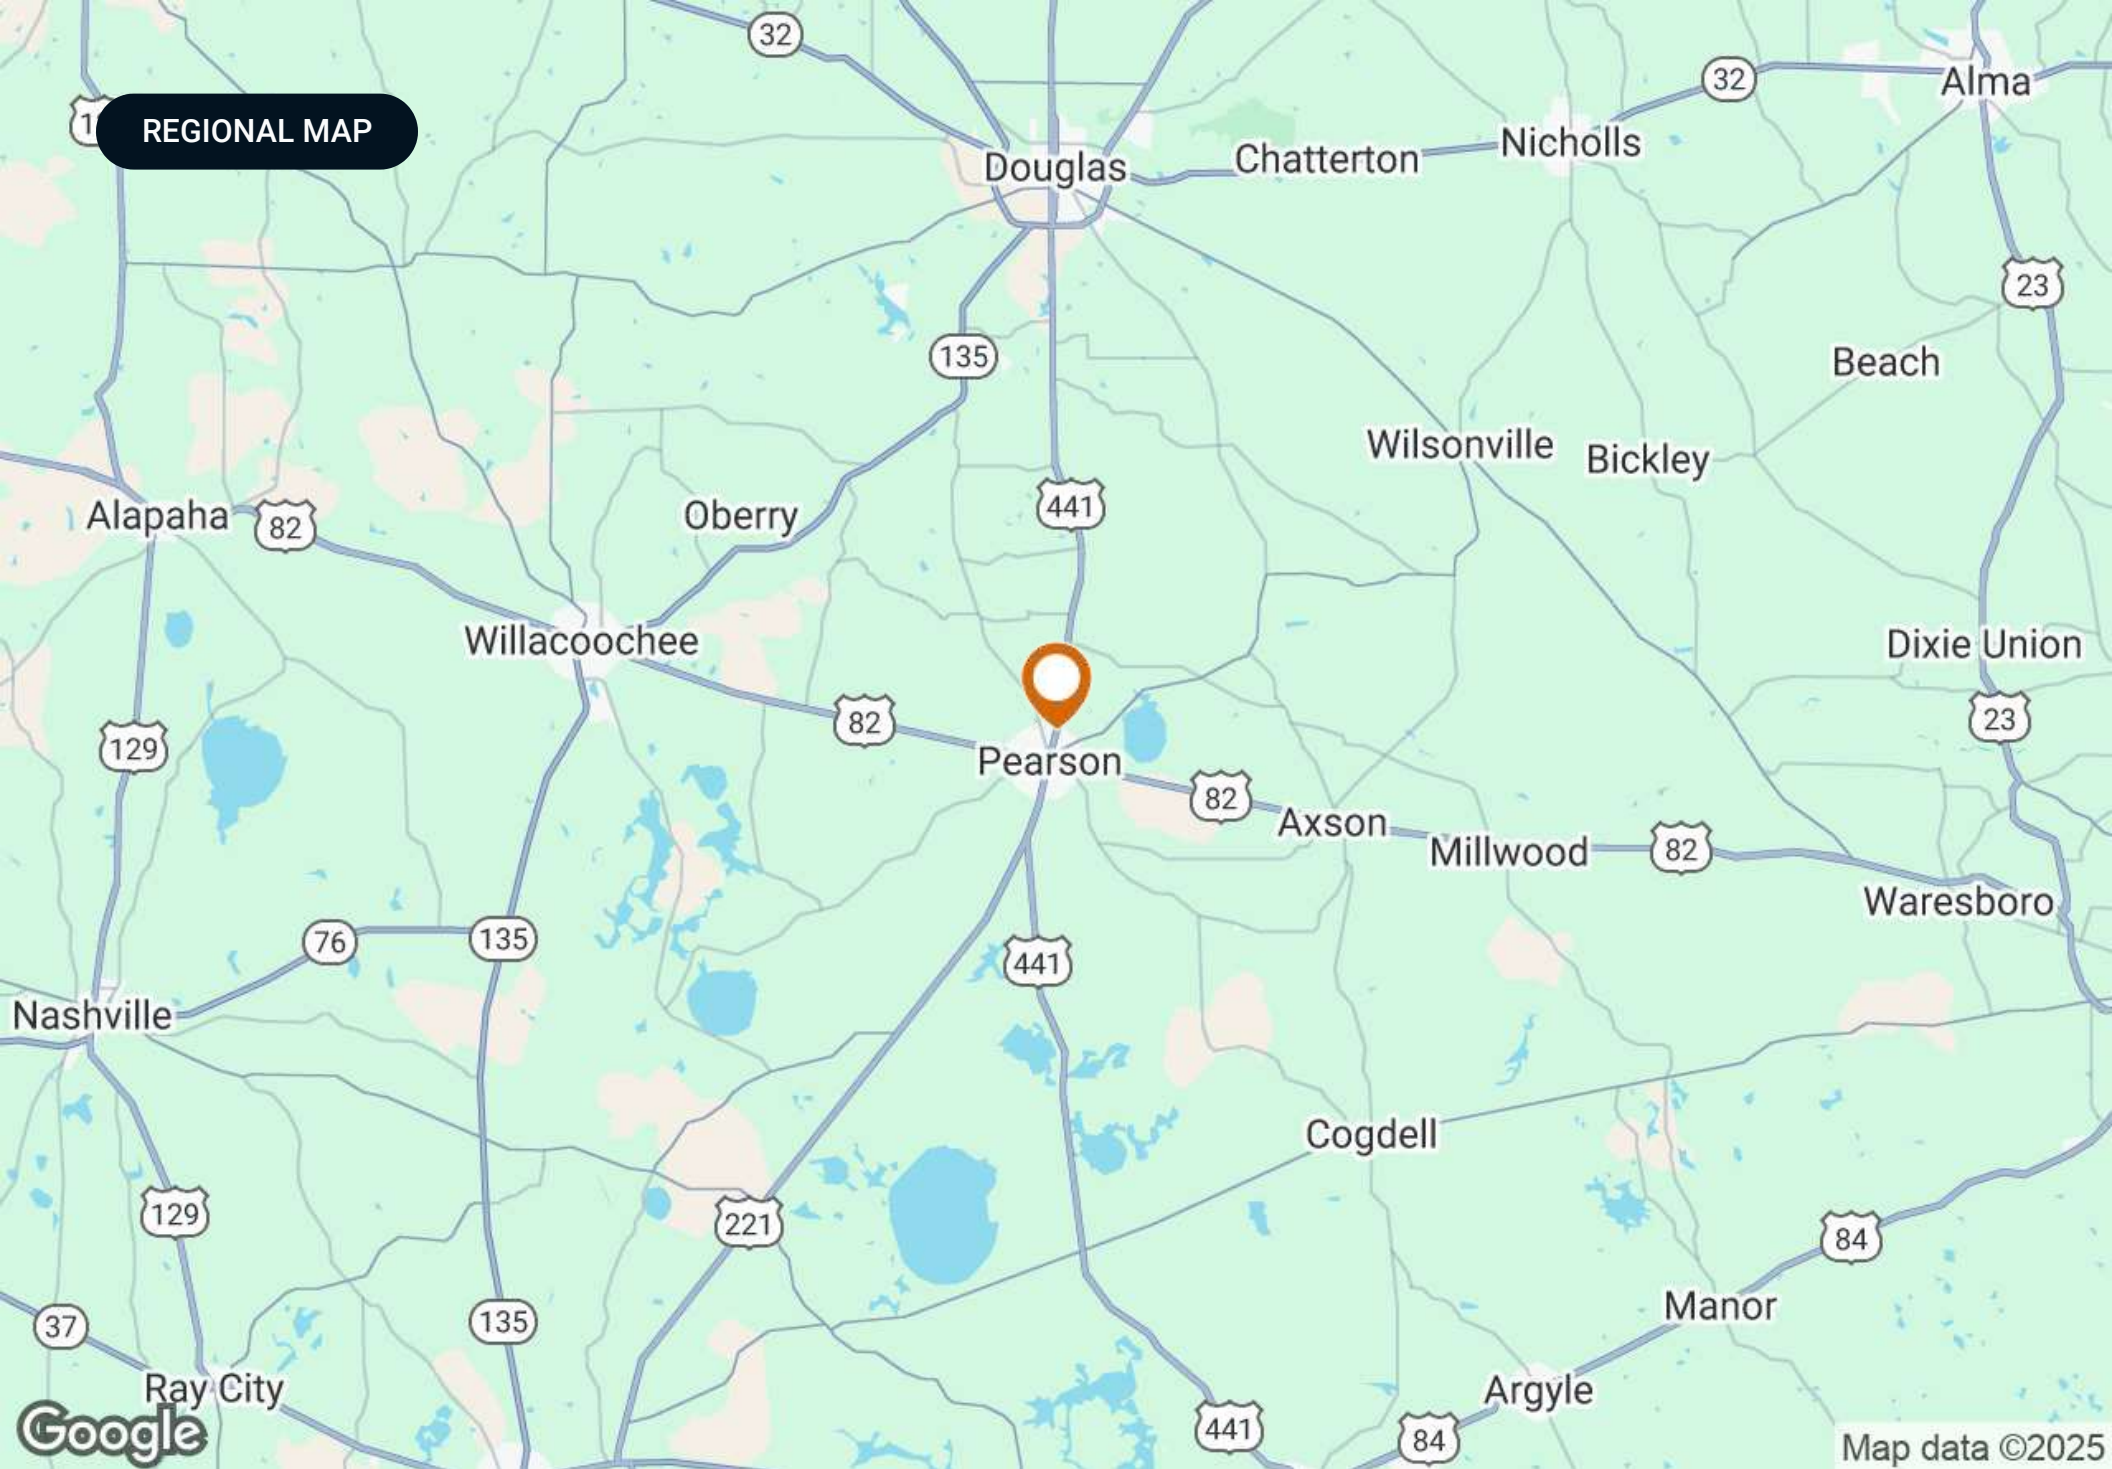 32
32
Alma
REGIONAL MAP
Nicholls
Chatterton
Douglas
23
135
Beach
Wilsonville
Bickley
441
Alapaha
82
Oberry
Willacoochee
Dixie Union
82
23
129
Pearson
82
Axson
Millwood
82
Waresboro
76
135
441
Nashville
Cogdell
129
221
84
Manor
37
135
Ray City
Argyle
Google
441
84
Map data ©2025